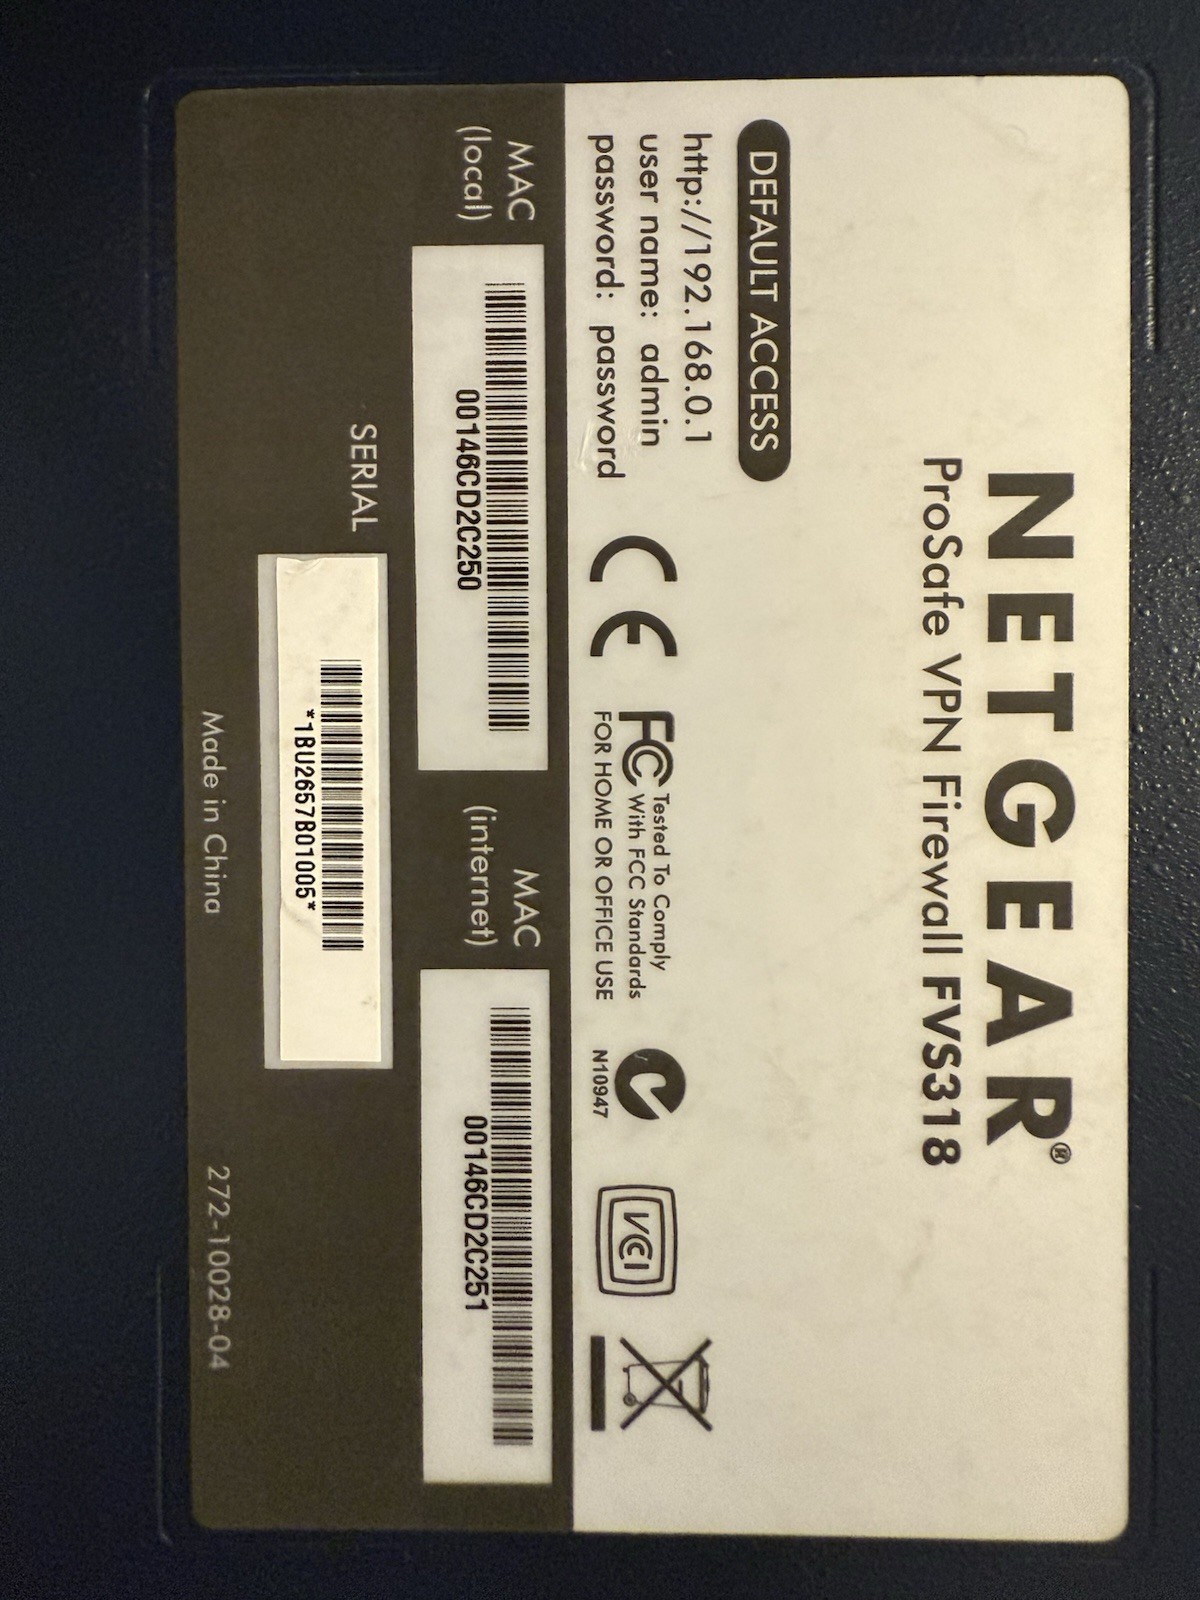 NETGEAR®
ProSafe VPN Firewall FVS318
DEFAULT ACCESS
http://192.168.0.1
user name: admin
password: password
CE
FC Tested To Comply
With FCC Standards
FOR HOME OR OFFICE USE
N10947
VCI
MAC
(local)
00146CD2C250
MAC
(internet)
00146CD2C251
SERIAL
*1BU2657B01005*
Made in China
272-10028-04